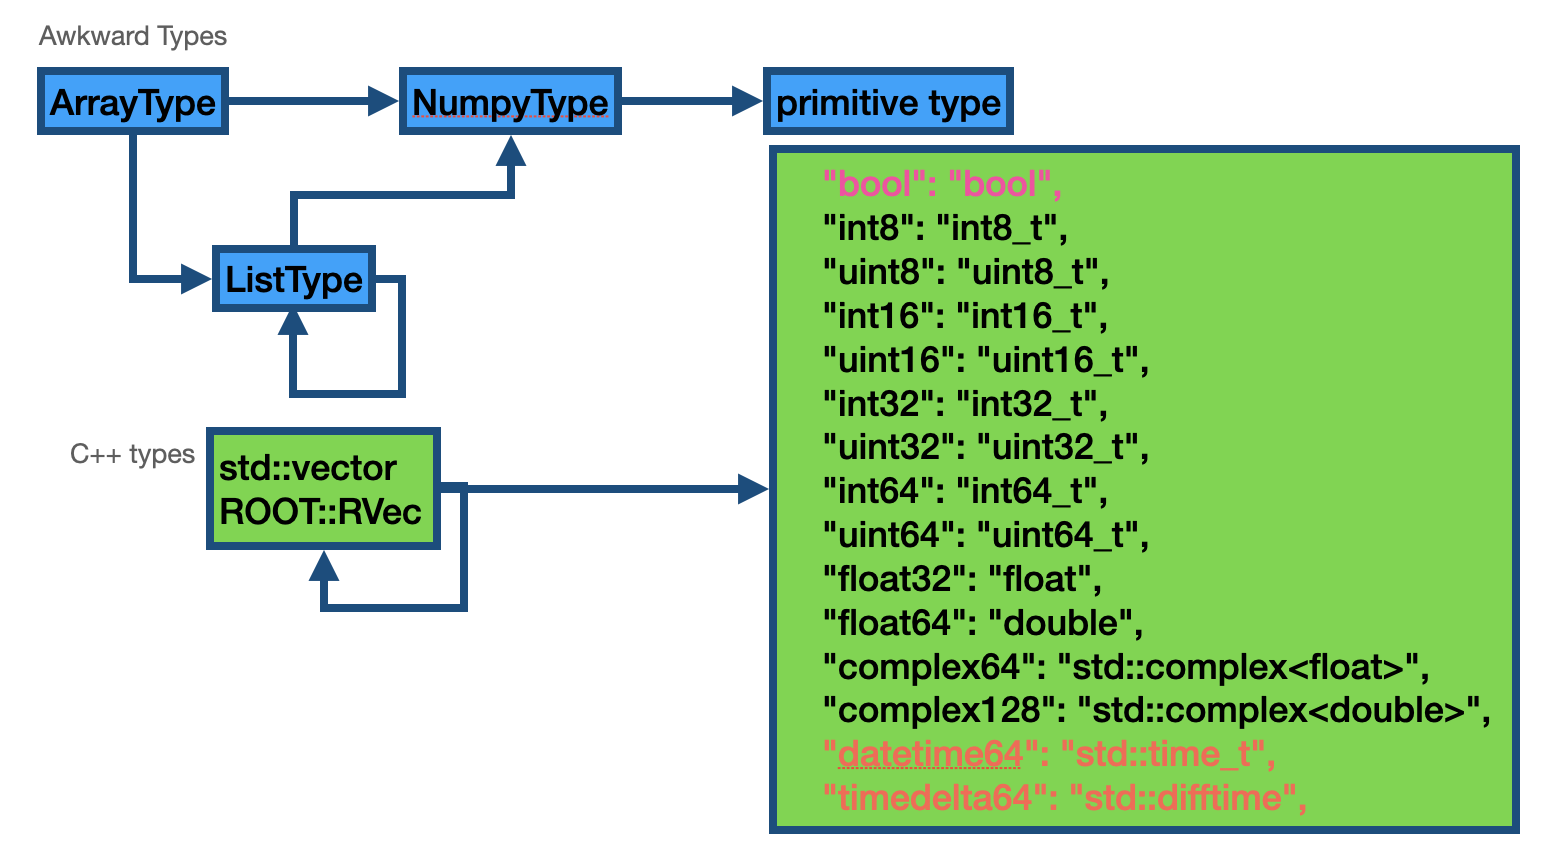 Awkward Types
ArrayType
NumpyType
primitive type
ListType
C++ types
std::vector
ROOT::RVec
"bool": "bool",
"int8": "int8_t",
"uint8": "uint8_t",
"int16": "int16_t",
"uint16": "uint16_t",
"int32": "int32_t",
"uint32": "uint32_t",
"int64": "int64_t",
"uint64": "uint64_t",
"float32": "float",
"float64": "double",
"complex64": "std::complex<float>",
"complex128": "std::complex<double>",
"datetime64": "std::time_t",
"timedelta64": "std::difftime",